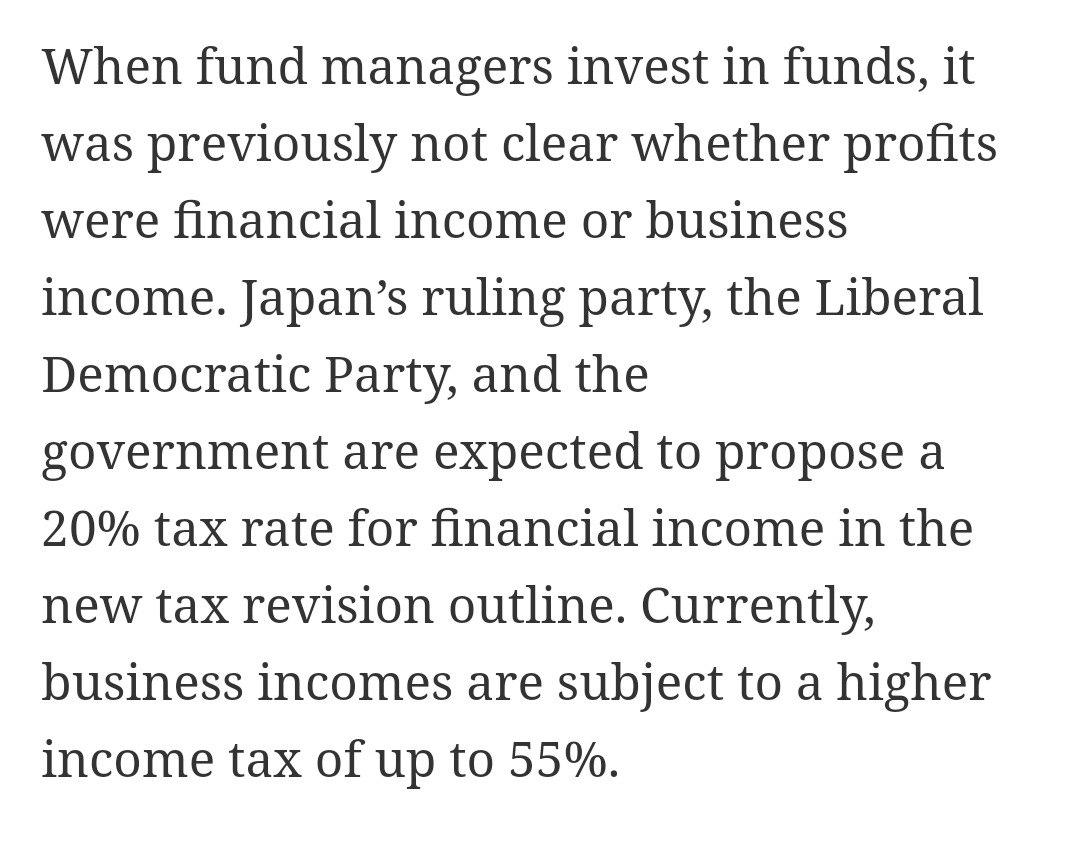 When fund managers invest in funds, it
was previously not clear whether profits
were financial income or business
income. Japan’s ruling party, the Liberal
Democratic Party, and the
government are expected to propose a
20% tax rate for financial income in the
new tax revision outline. Currently,
business incomes are subject to a higher
income tax of up to 55%.